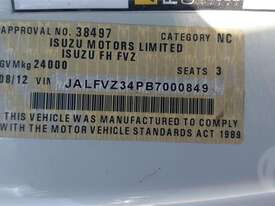 APPROVAL NO. 38497 CATEGORY NC
ISUZU MOTORS LIMITED
ISUZU FH FVZ
GVMkg 24000 SEATS 3
08/12 VIN JALFVZ34PB7000849
THIS VEHICLE WAS MANUFACTURED TO COMPLY
WITH THE MOTOR VEHICLE STANDARDS ACT 1989